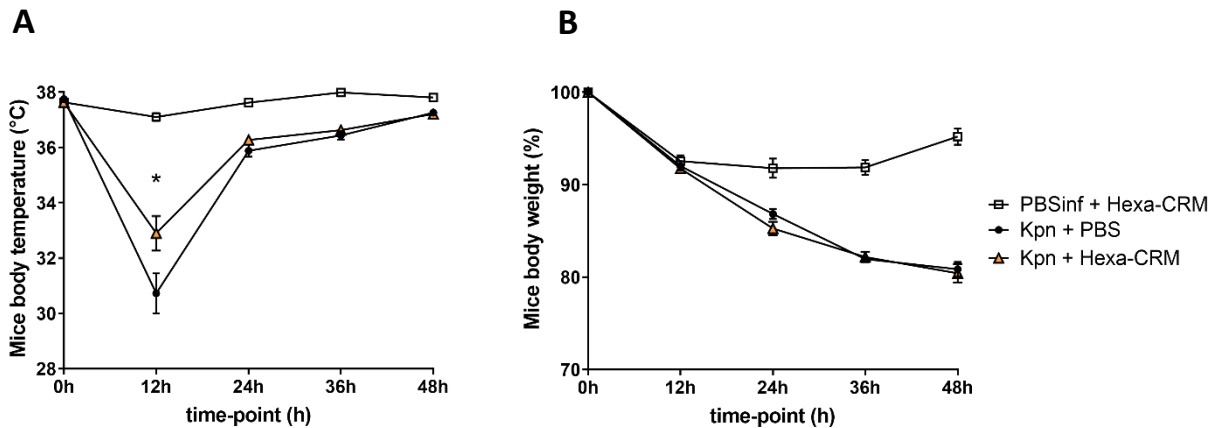 A
B
Mice body temperature (°C)
38
36
34
32
30
28
*
0h
12h
24h
36h
48h
time-point (h)
Mice body weight (%)
100
90
80
70
0h
12h
24h
36h
48h
time-point (h)
PBSinf + Hexa-CRM
Kpn + PBS
Kpn + Hexa-CRM